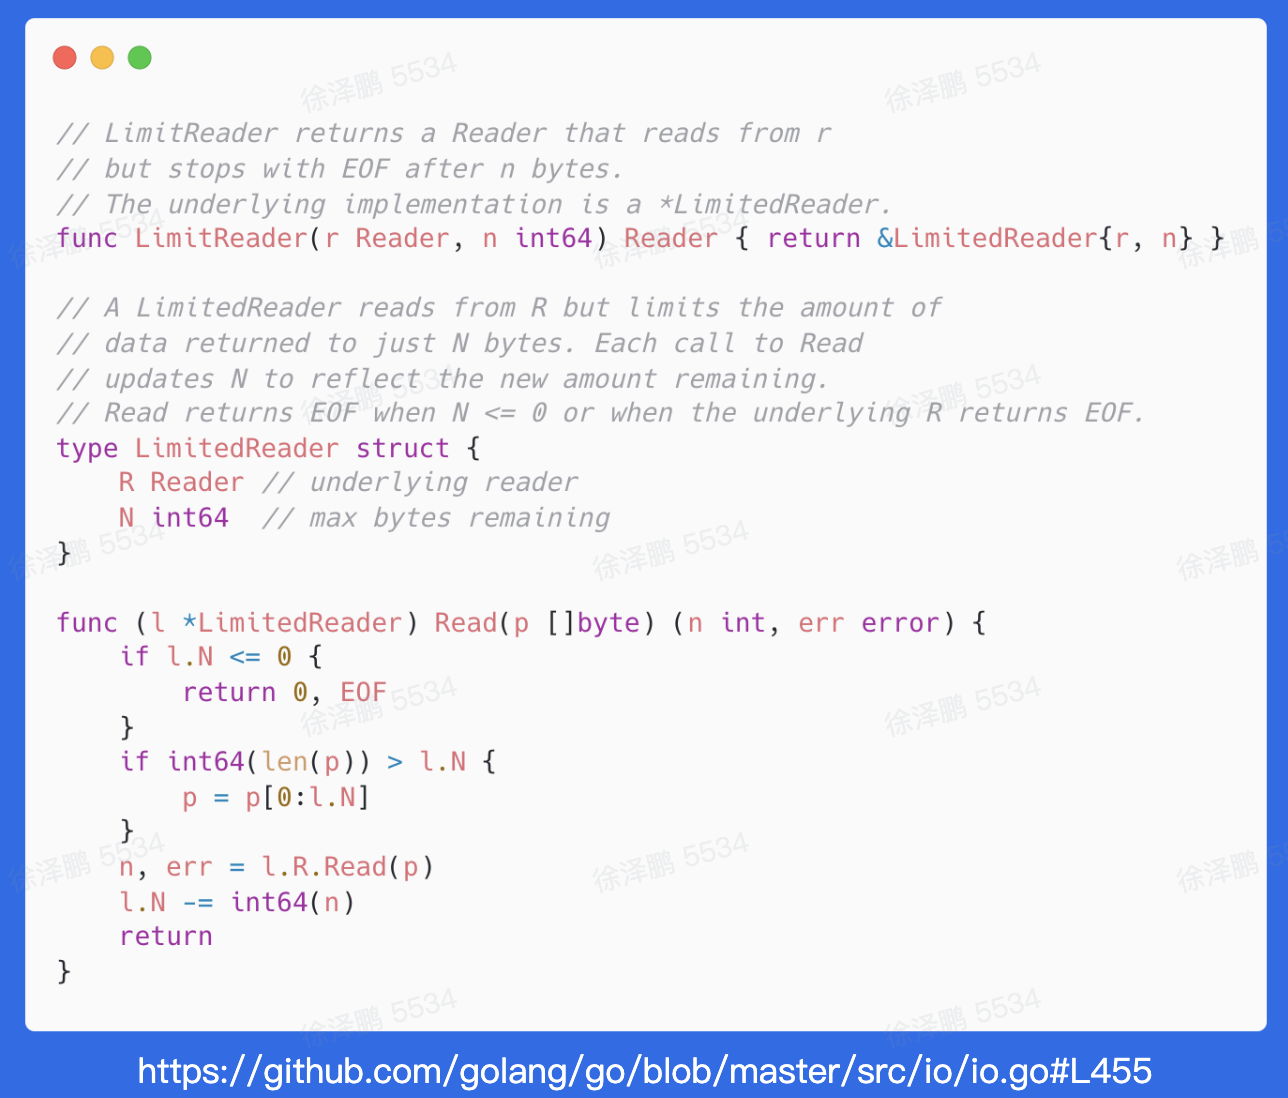 // LimitReader returns a Reader that reads from r
// but stops with EOF after n bytes.
// The underlying implementation is a *LimitedReader.
func LimitReader(r Reader, n int64) Reader { return &LimitedReader{r, n} }
// A LimitedReader reads from R but limits the amount of
// data returned to just N bytes. Each call to Read
// updates N to reflect the new amount remaining.
// Read returns EOF when N <= 0 or when the underlying R returns EOF.
type LimitedReader struct {
    R Reader // underlying reader
    N int64  // max bytes remaining
}
func (l *LimitedReader) Read(p []byte) (n int, err error) {
    if l.N <= 0 {
        return 0, EOF
    }
    if int64(len(p)) > l.N {
        p = p[0:l.N]
    }
    n, err = l.R.Read(p)
    l.N -= int64(n)
    return
}
https://github.com/golang/go/blob/master/src/io/io.go#L455
徐泽鹏 5534